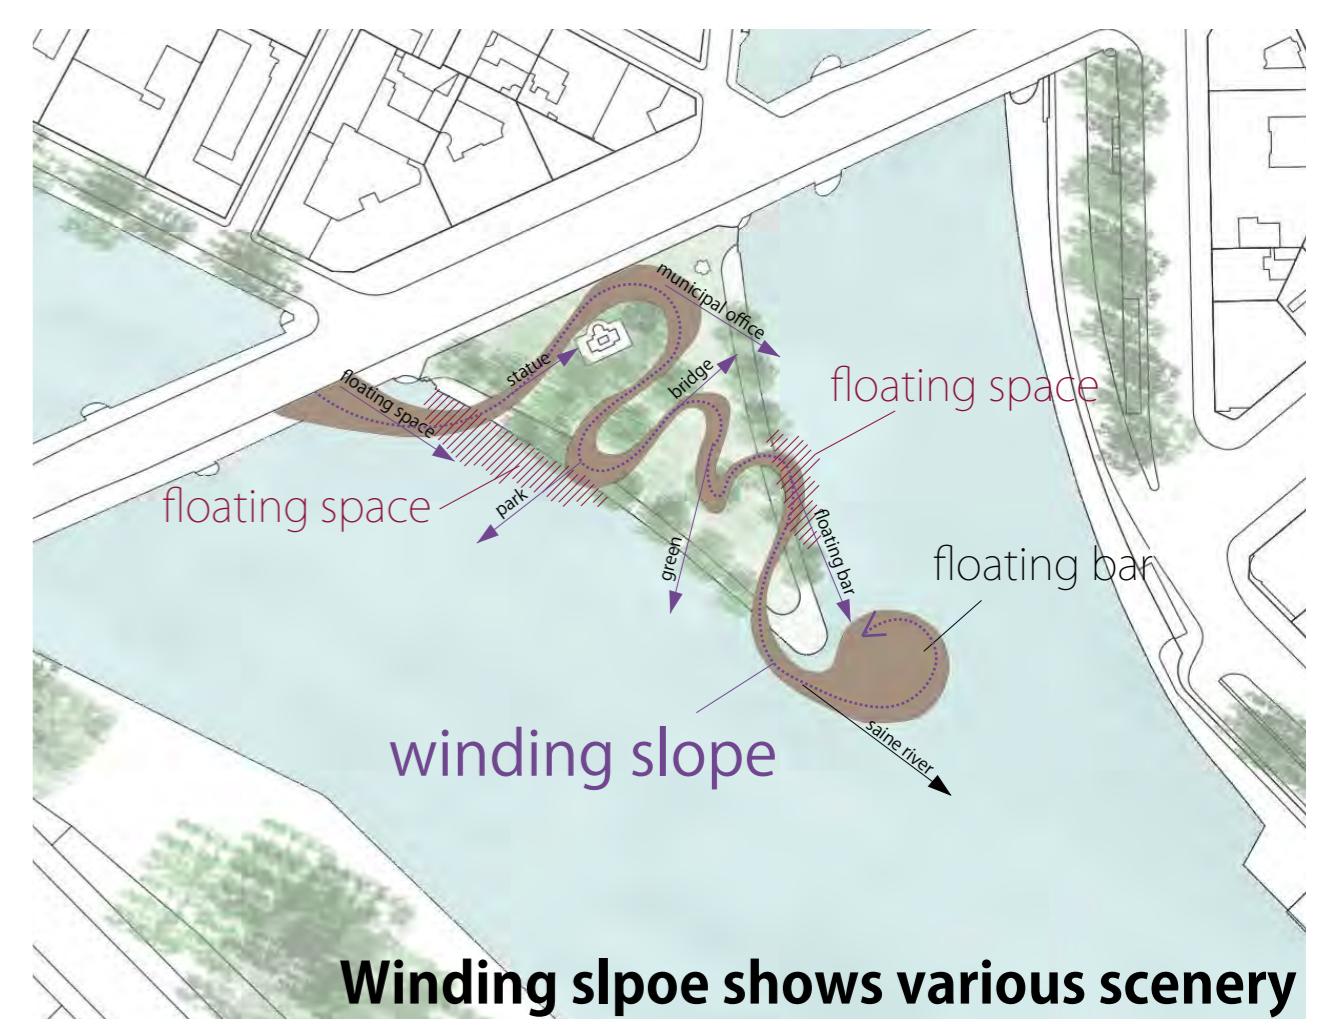 municipal office
statue
bridge
floating space
floating space
floating space
park
green
floating bar
floating bar
winding slope
saine river
Winding slpoe shows various scenery